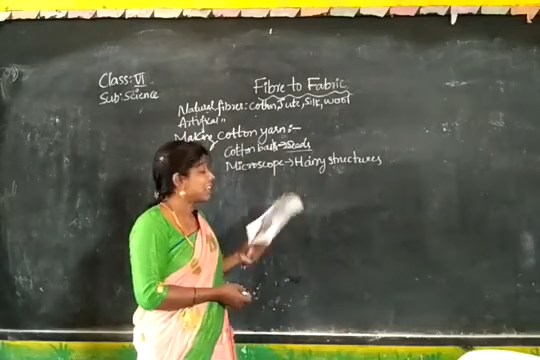 Class: VI
Sub: Science
Fibre to Fabric
Natural fibres: Cotton, Jute, Silk, wool
Artificial "
Making Cotton yarn:-
Cotton balls → Seeds
Microscope → Hairy structures